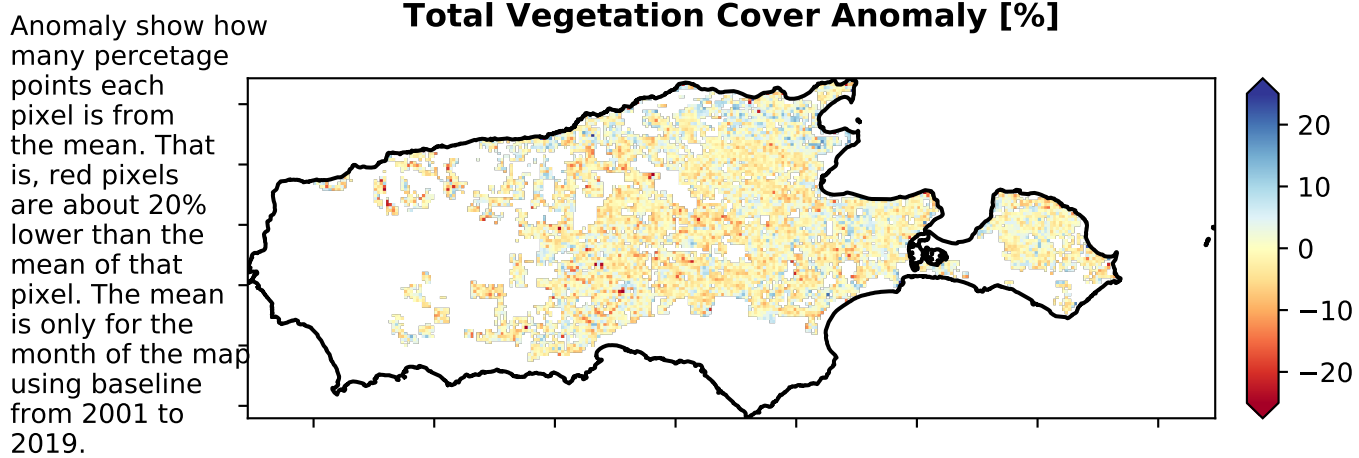 Total Vegetation Cover Anomaly [%]
Anomaly show how
many percetage
points each
pixel is from
the mean. That
is, red pixels
are about 20%
lower than the
mean of that
pixel. The mean
is only for the
month of the map
using baseline
from 2001 to
2019.
20
10
0
−10
−20